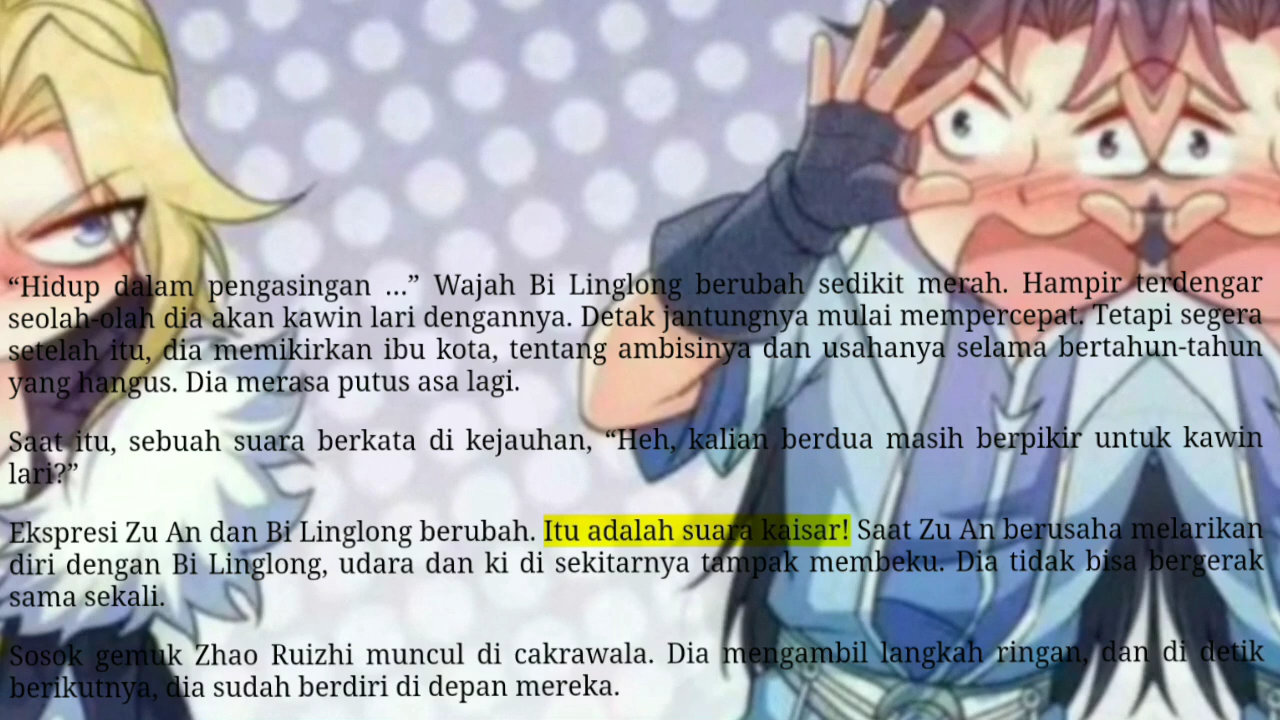 “Hidup dalam pengasingan ...” Wajah Bi Linglong berubah sedikit merah. Hampir terdengar
seolah-olah dia akan kawin lari dengannya. Detak jantungnya mulai mempercepat. Tetapi segera
setelah itu, dia memikirkan ibu kota, tentang ambisinya dan usahanya selama bertahun-tahun
yang hangus. Dia merasa putus asa lagi.
Saat itu, sebuah suara berkata di kejauhan, “Heh, kalian berdua masih berpikir untuk kawin
lari?”
Ekspresi Zu An dan Bi Linglong berubah. Itu adalah suara kaisar! Saat Zu An berusaha melarikan
diri dengan Bi Linglong, udara dan ki di sekitarnya tampak membeku. Dia tidak bisa bergerak
sama sekali.
Sosok gemuk Zhao Ruizhi muncul di cakrawala. Dia mengambil langkah ringan, dan di detik
berikutnya, dia sudah berdiri di depan mereka.